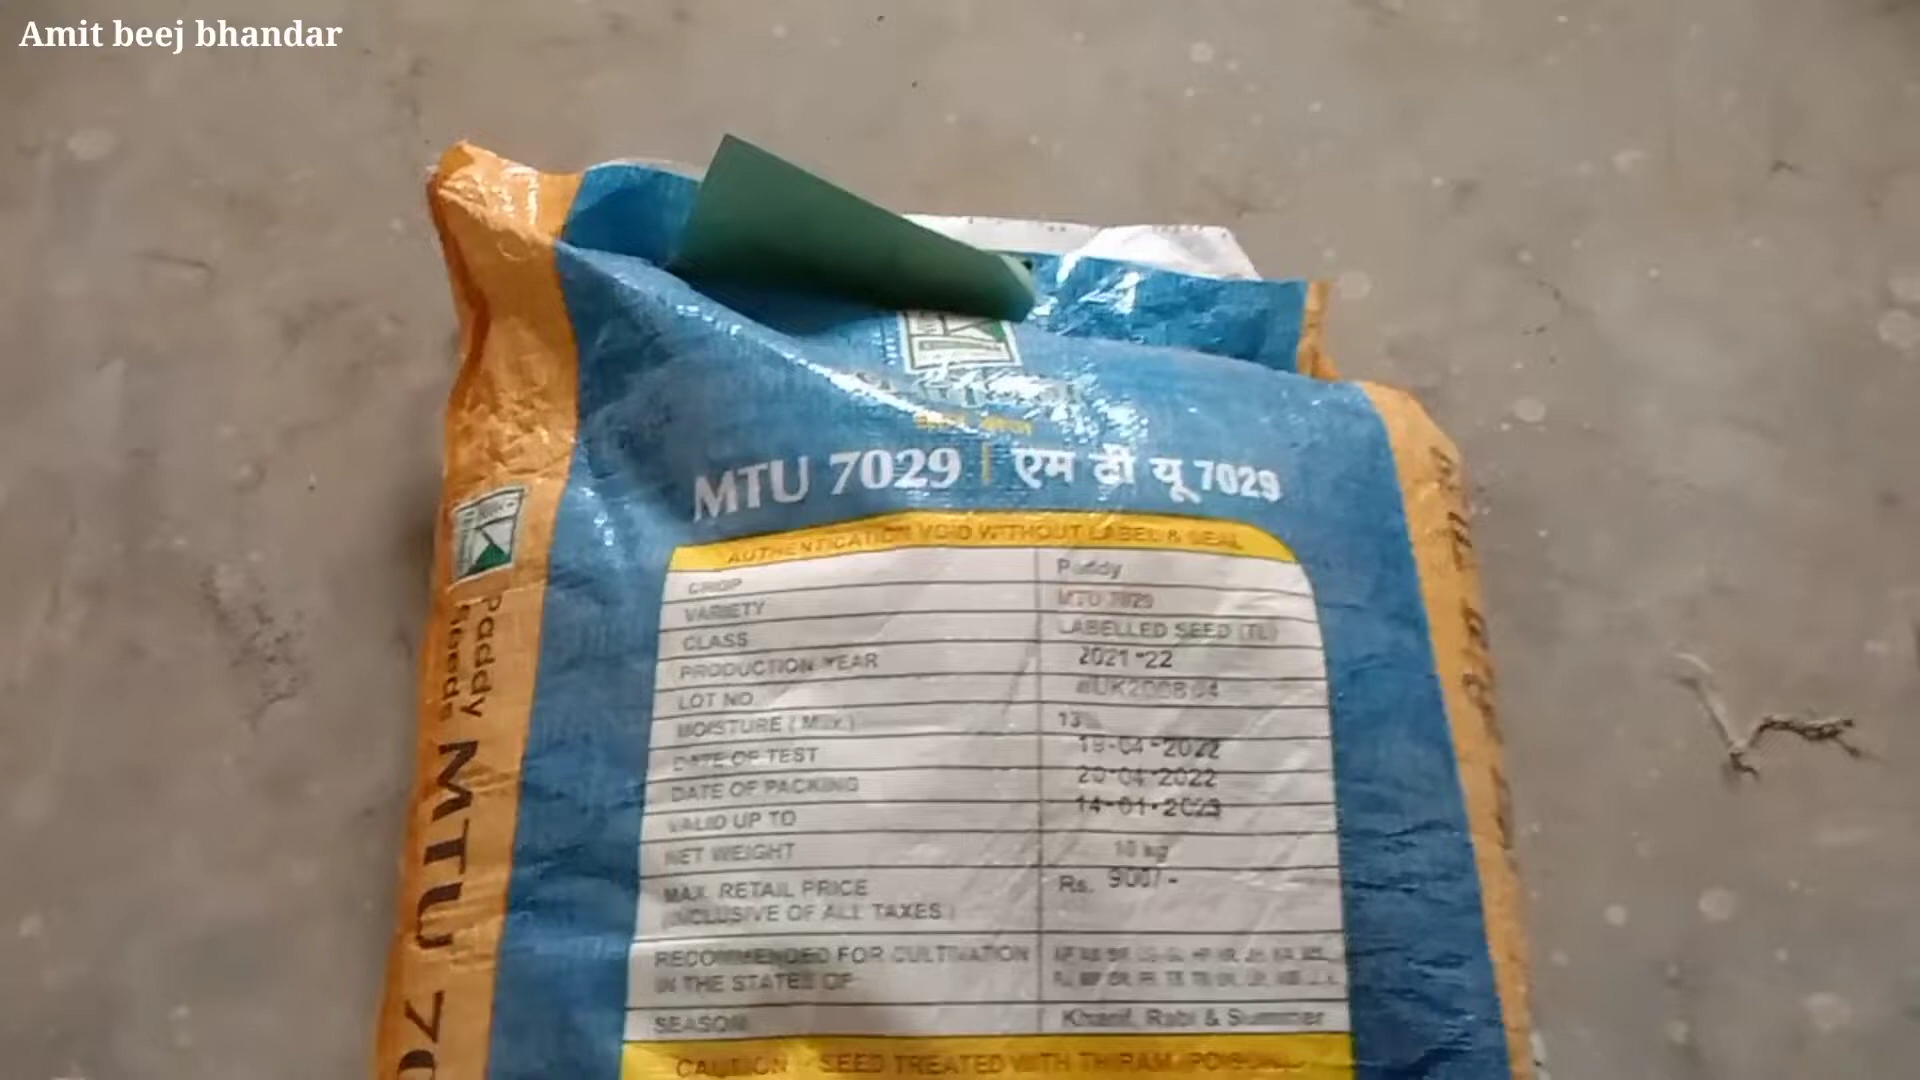 Amit beej bhandar
MTU 7029 | एम टी यू 7029
AUTHENTICATION VOID WITHOUT LABEL & SEAL
CROP Paddy
VARIETY MTU 7029
CLASS LABELLED SEED (TL)
PRODUCTION YEAR 2021-22
LOT NO.
MOISTURE (Max.) 13%
DATE OF TEST 19-04-2022
DATE OF PACKING 20-04-2022
VALID UP TO 14-01-2023
NET WEIGHT 10 kg
MAX. RETAIL PRICE Rs. 900/-
(INCLUSIVE OF ALL TAXES)
RECOMMENDED FOR CULTIVATION
IN THE STATES OF
SEASON Kharif, Rabi & Summer
CAUTION : SEED TREATED WITH THIRAM
Paddy
Seeds MTU 70